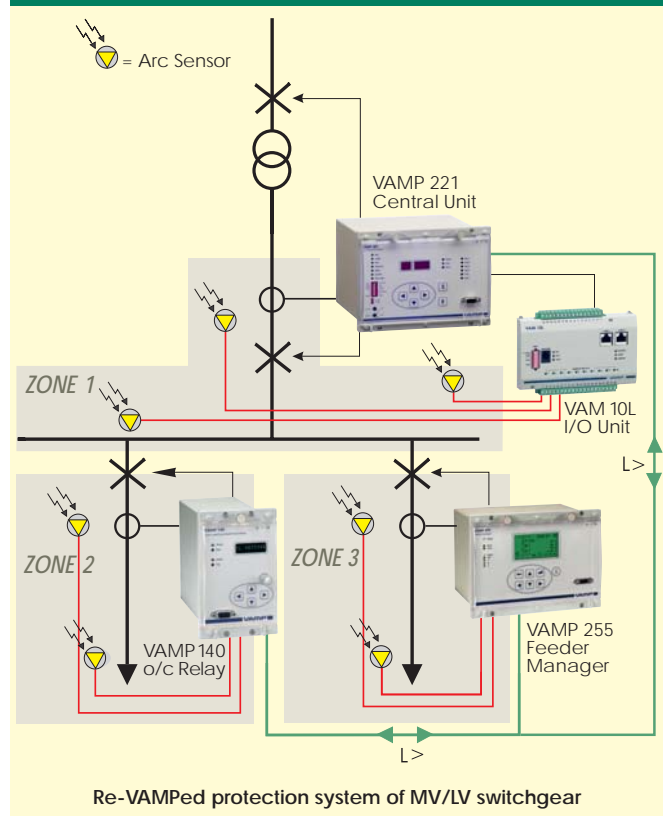 = Arc Sensor
VAMP 221
Central Unit
ZONE 1
VAM 10L
I/O Unit
L>
ZONE 2
ZONE 3
VAMP 140
o/c Relay
VAMP 255
Feeder
Manager
L>
Re-VAMPed protection system of MV/LV switchgear